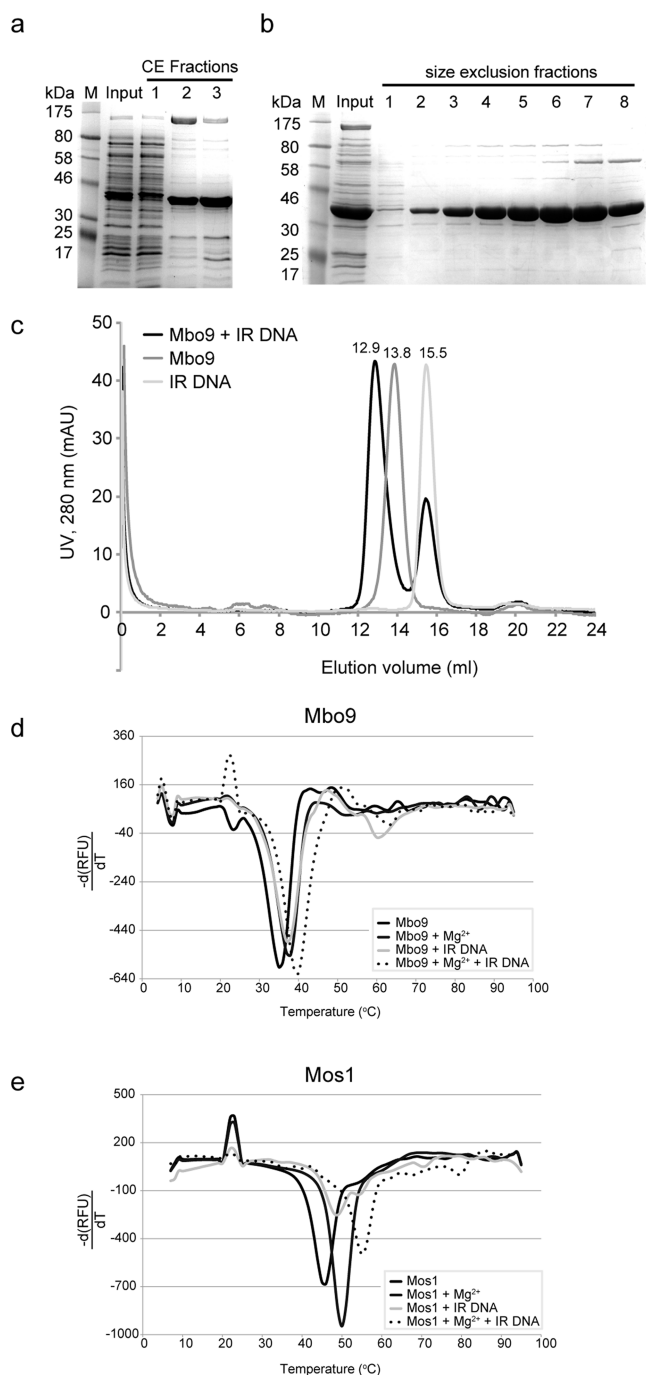 a
CE Fractions
kDa M Input 1 2 3
175
80
58
46
30
25
17
b
size exclusion fractions
kDa M Input 1 2 3 4 5 6 7 8
175
80
58
46
30
25
17
c
Mbo9 + IR DNA
Mbo9
IR DNA
12.9 13.8 15.5
UV, 280 nm (mAU)
50
40
30
20
10
0
0 2 4 6 8 10 12 14 16 18 20 22 24
Elution volume (ml)
d
Mbo9
-d(RFU)
dT
360
160
-40
-240
-440
-640
0 10 20 30 40 50 60 70 80 90 100
Temperature (°C)
Mbo9
Mbo9 + Mg²⁺
Mbo9 + IR DNA
Mbo9 + Mg²⁺ + IR DNA
e
Mos1
-d(RFU)
dT
500
200
-100
-400
-700
-1000
0 10 20 30 40 50 60 70 80 90 100
Temperature (°C)
Mos1
Mos1 + Mg²⁺
Mos1 + IR DNA
Mos1 + Mg²⁺ + IR DNA